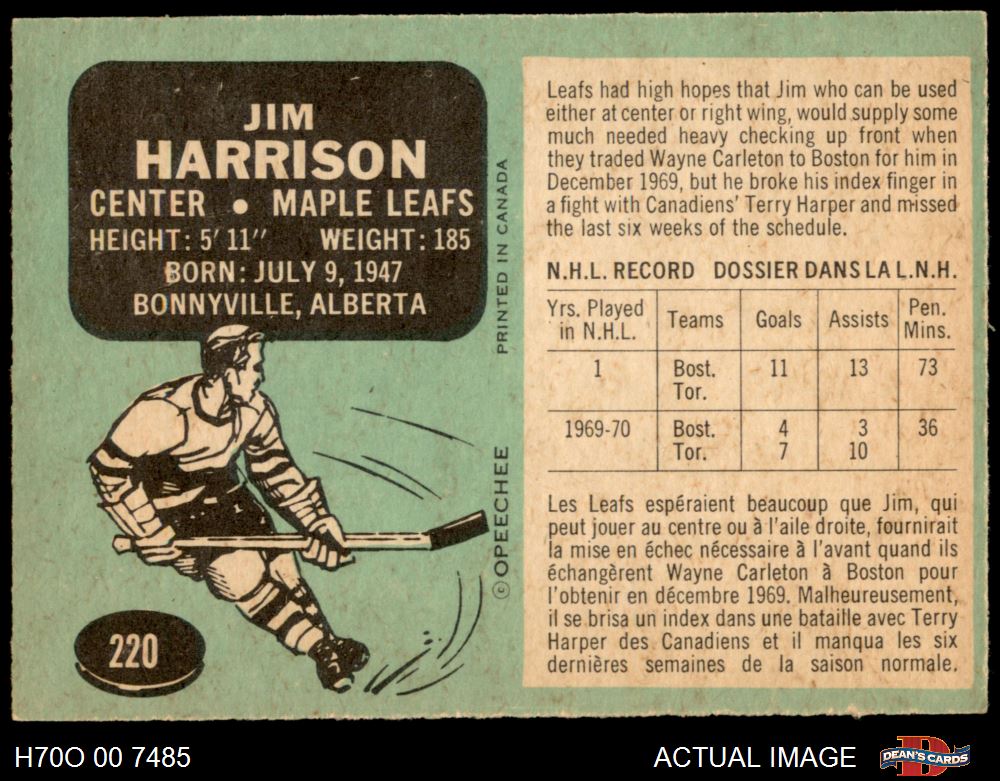 JIM
HARRISON
CENTER • MAPLE LEAFS
HEIGHT: 5' 11" WEIGHT: 185
BORN: JULY 9, 1947
BONNYVILLE, ALBERTA
220
PRINTED IN CANADA
© OPEECHEE
Leafs had high hopes that Jim who can be used
either at center or right wing, would supply some
much needed heavy checking up front when
they traded Wayne Carleton to Boston for him in
December 1969, but he broke his index finger in
a fight with Canadiens' Terry Harper and missed
the last six weeks of the schedule.
N.H.L. RECORD DOSSIER DANS LA L.N.H.
Yrs. Played in N.H.L. Teams Goals Assists Pen. Mins.
1 Bost. 11 13 73
Tor.
1969-70 Bost. 4 3 36
Tor. 7 10
Les Leafs espéraient beaucoup que Jim, qui
peut jouer au centre ou à l'aile droite, fournirait
la mise en échec nécessaire à l'avant quand ils
échangèrent Wayne Carleton à Boston pour
l'obtenir en décembre 1969. Malheureusement,
il se brisa un index dans une bataille avec Terry
Harper des Canadiens et il manqua les six
dernières semaines de la saison normale.
H70O 00 7485
ACTUAL IMAGE
D
DEAN'S CARDS